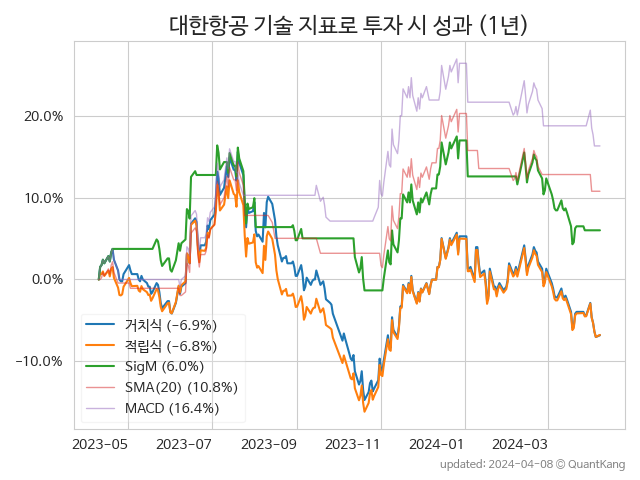 대한항공 기술 지표로 투자 시 성과 (1년)
20.0%
10.0%
0.0%
−10.0%
거치식 (−6.9%)
적립식 (−6.8%)
SigM (6.0%)
SMA(20) (10.8%)
MACD (16.4%)
2023-05 2023-07 2023-09 2023-11 2024-01 2024-03
updated: 2024-04-08 ⓒ QuantKang